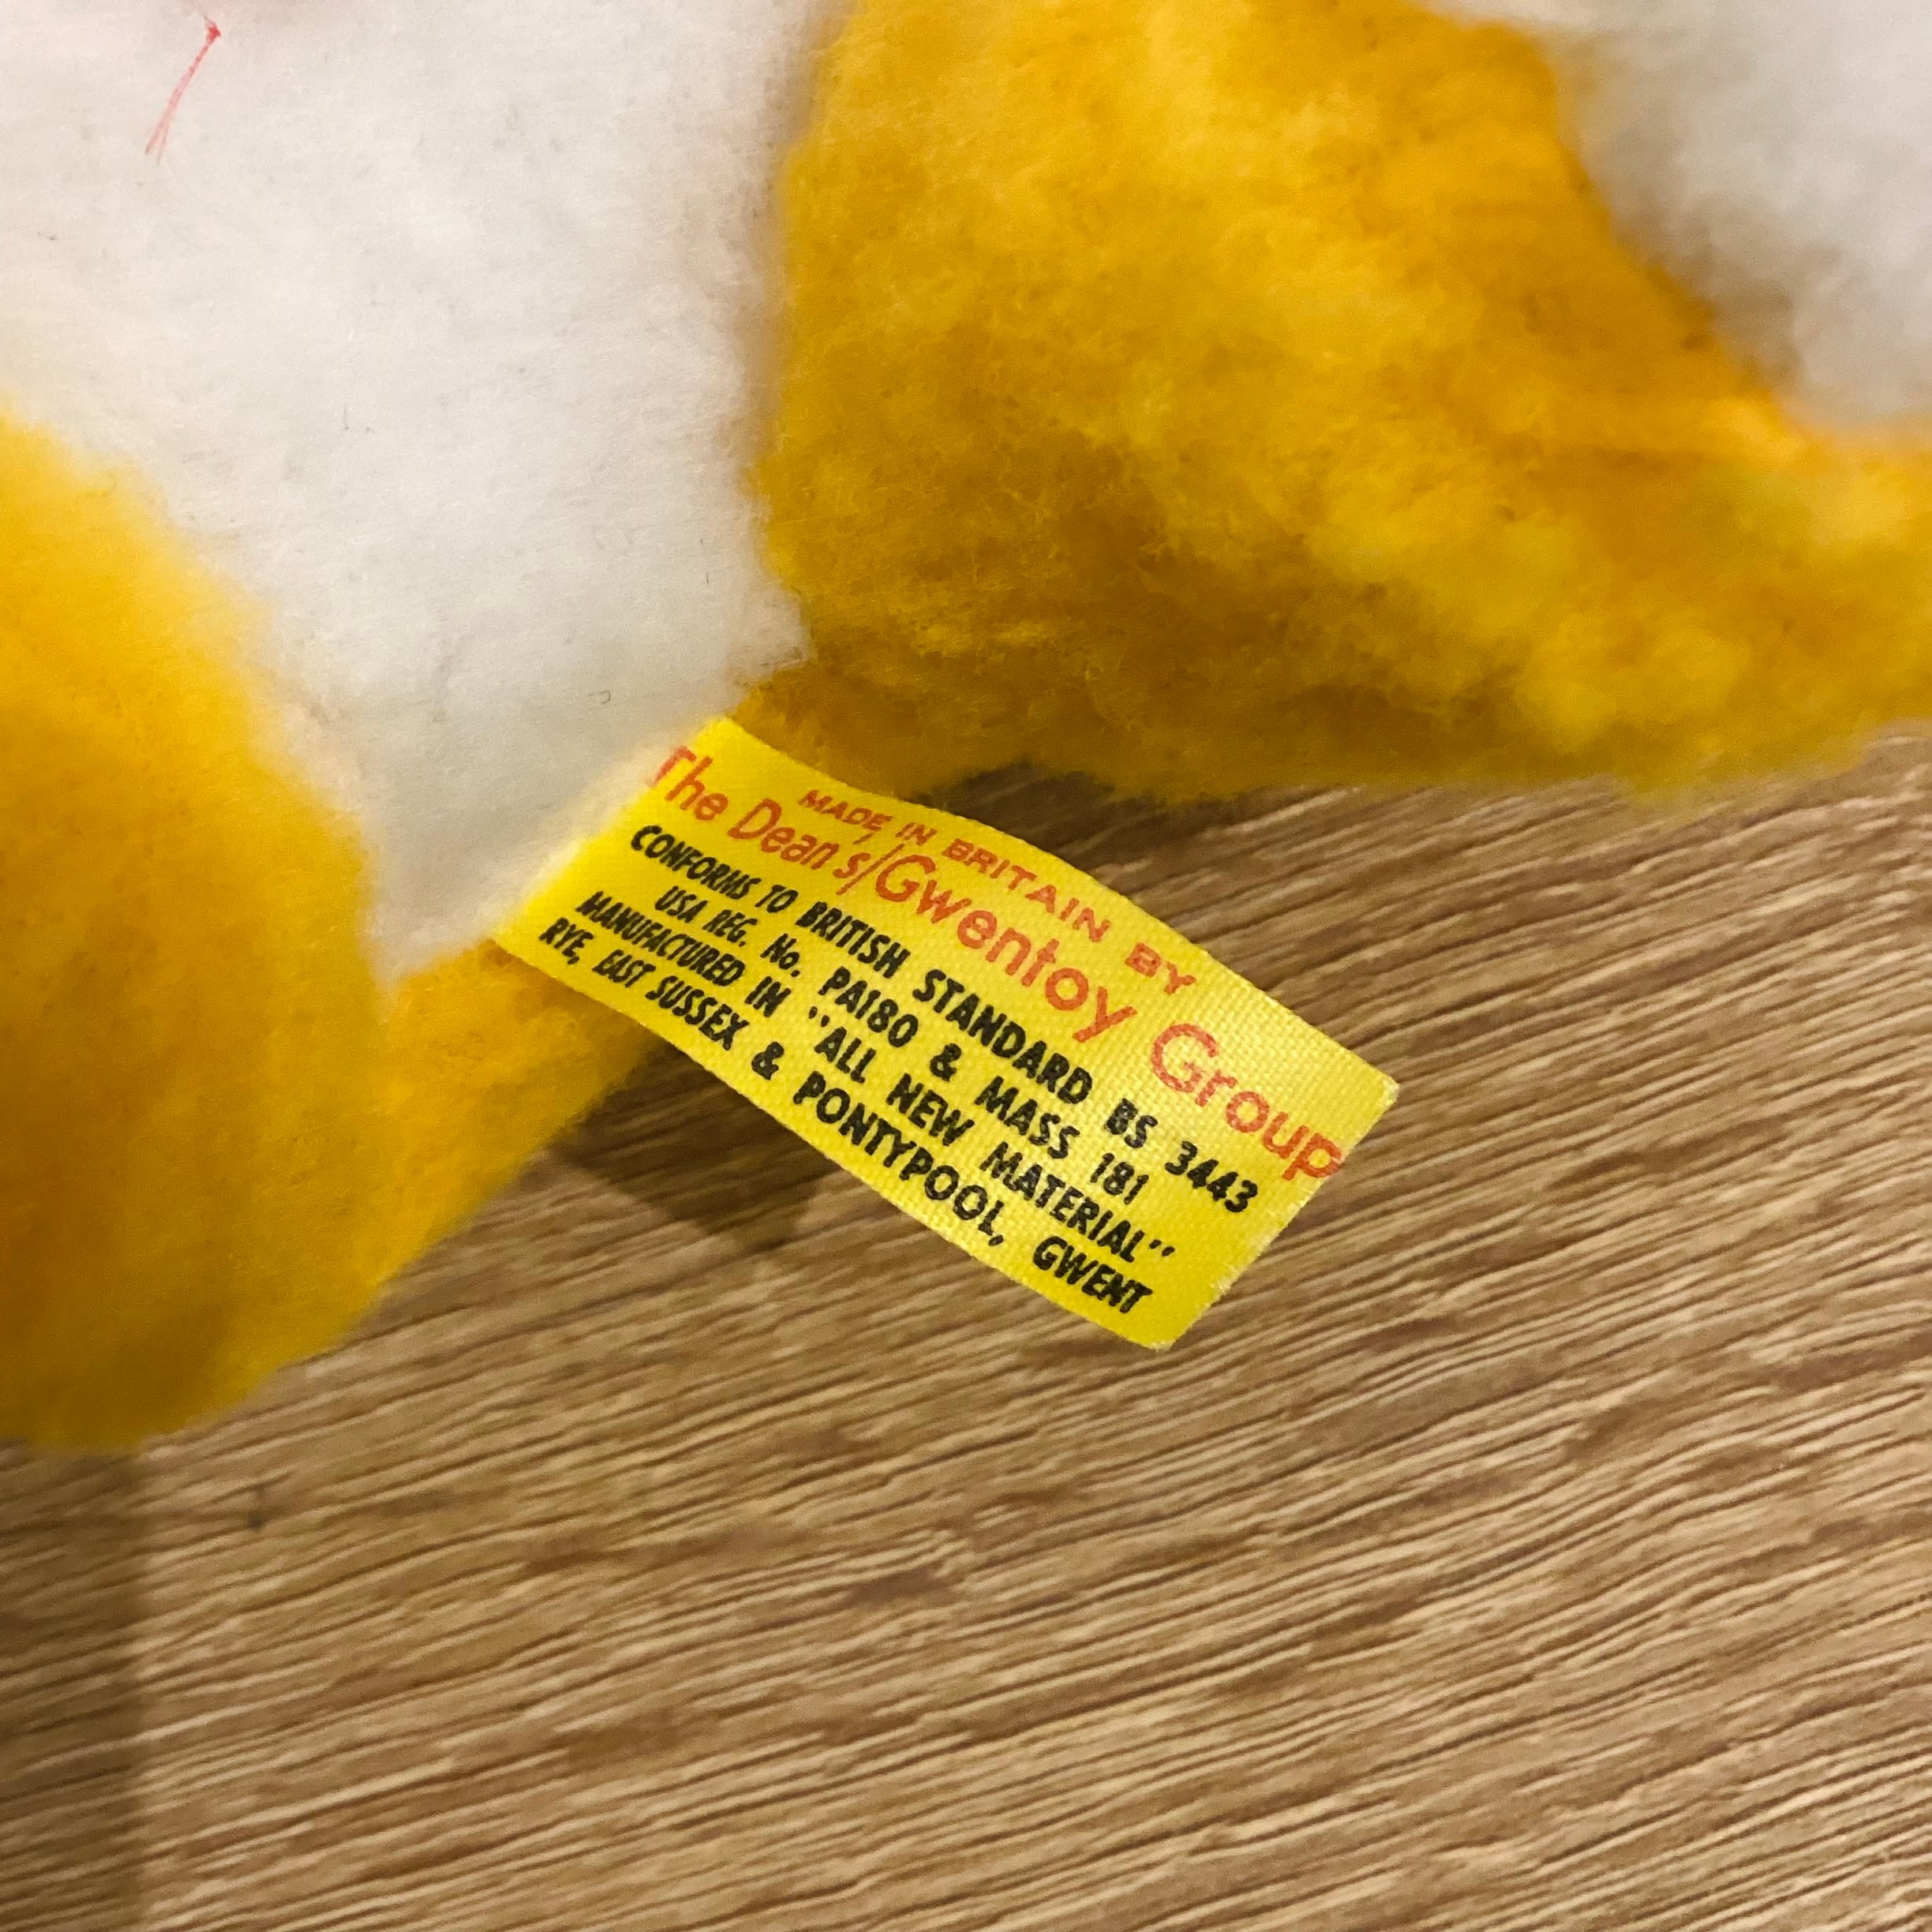 MADE IN BRITAIN BY
The Dean's/Gwentoy Group
CONFORMS TO BRITISH STANDARD BS 3443
USA REG. No. PA180 & MASS 181
MANUFACTURED IN "ALL NEW MATERIAL"
RYE, EAST SUSSEX & PONTYPOOL, GWENT